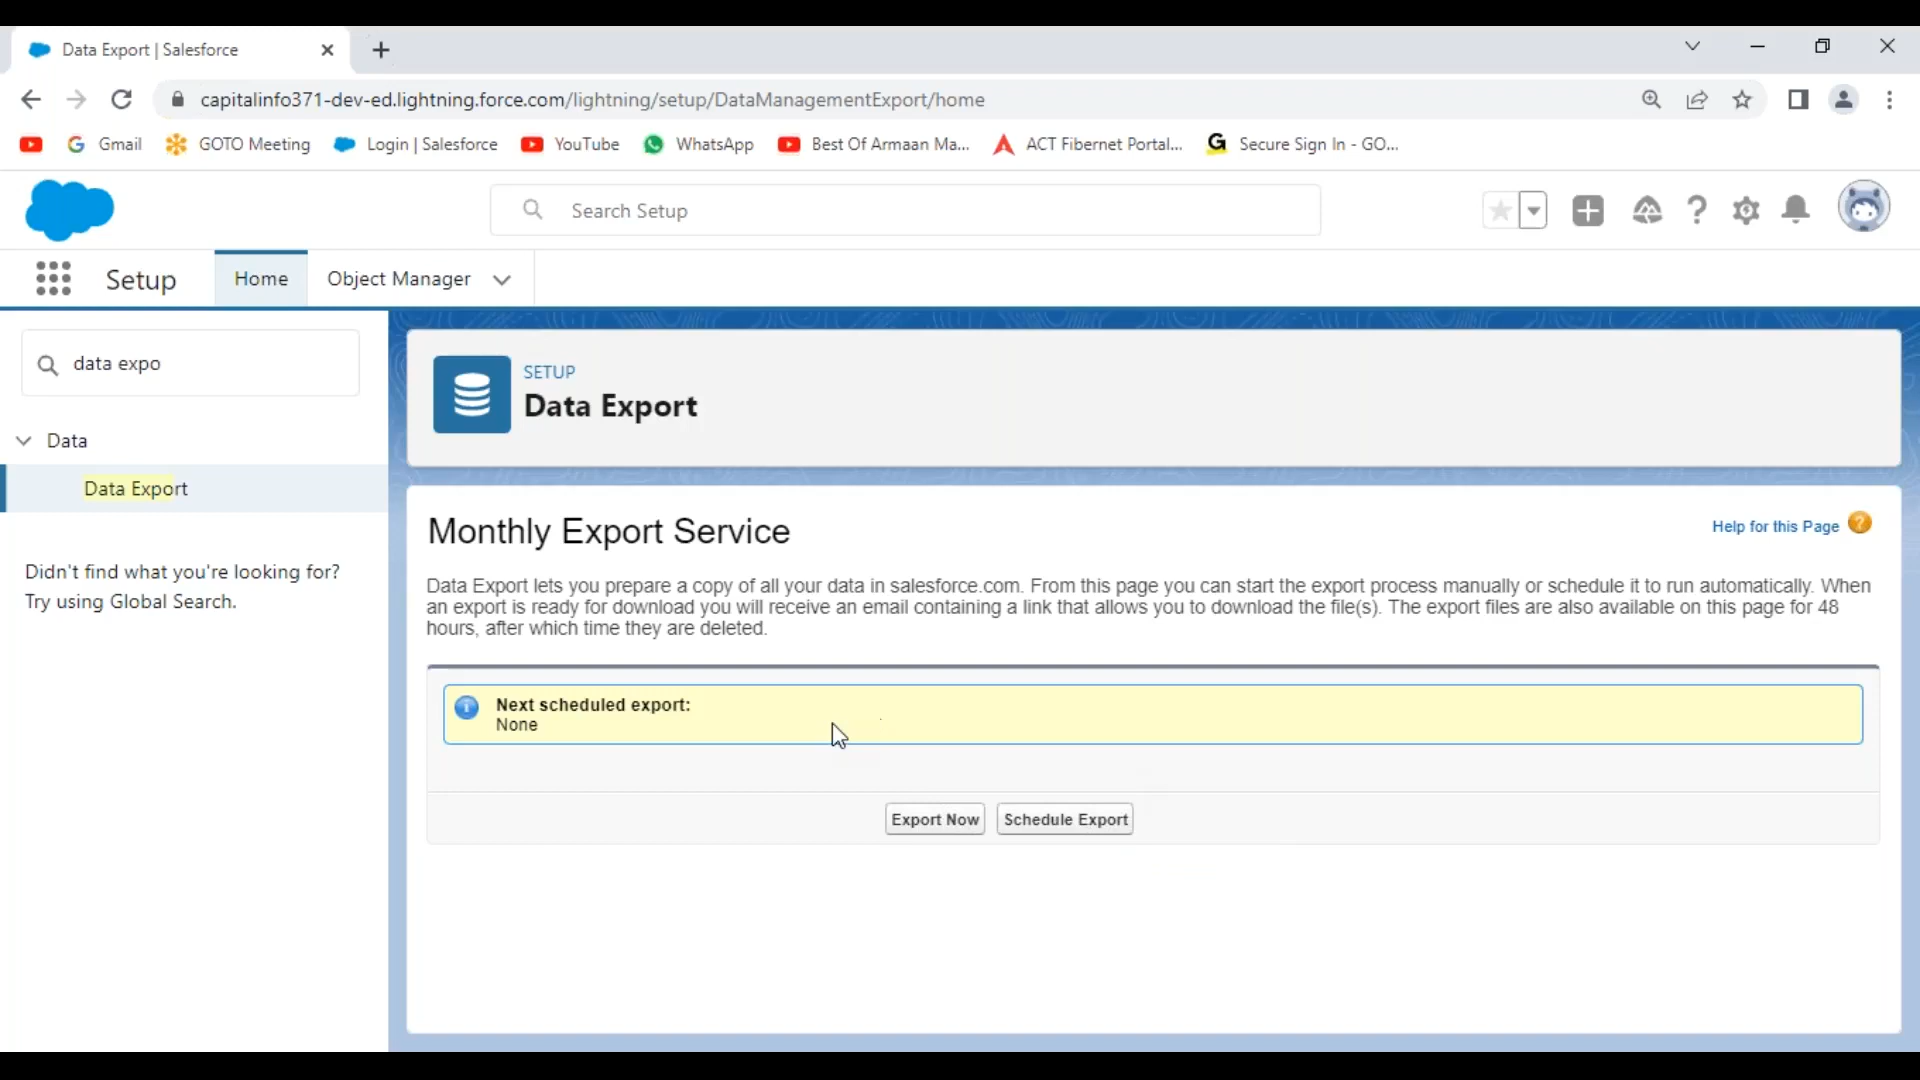 Data Export | Salesforce
capitalinfo371-dev-ed.lightning.force.com/lightning/setup/DataManagementExport/home
Gmail GOTO Meeting Login | Salesforce YouTube WhatsApp Best Of Armaan Ma... ACT Fibernet Portal... Secure Sign In - GO...
Search Setup
Setup Home Object Manager
data expo
Data
Data Export
Didn't find what you're looking for?
Try using Global Search.
SETUP
Data Export
Monthly Export Service
Help for this Page
Data Export lets you prepare a copy of all your data in salesforce.com. From this page you can start the export process manually or schedule it to run automatically. When
an export is ready for download you will receive an email containing a link that allows you to download the file(s). The export files are also available on this page for 48
hours, after which time they are deleted.
Next scheduled export:
None
Export Now Schedule Export